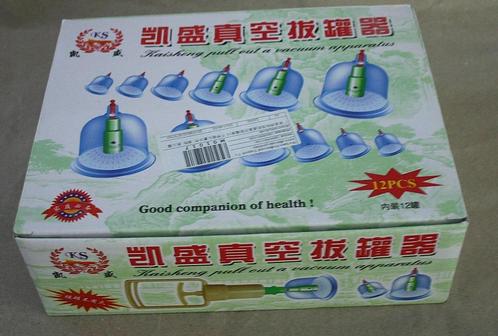 KS
凯盛
凯盛真空拔罐器
Kaisheng pull out a vacuum apparatus
M01017
12PCS
内装12罐
Good companion of health !
KS
凯盛
凯盛真空拔罐器
Kaisheng pull out a vacuum apparatus